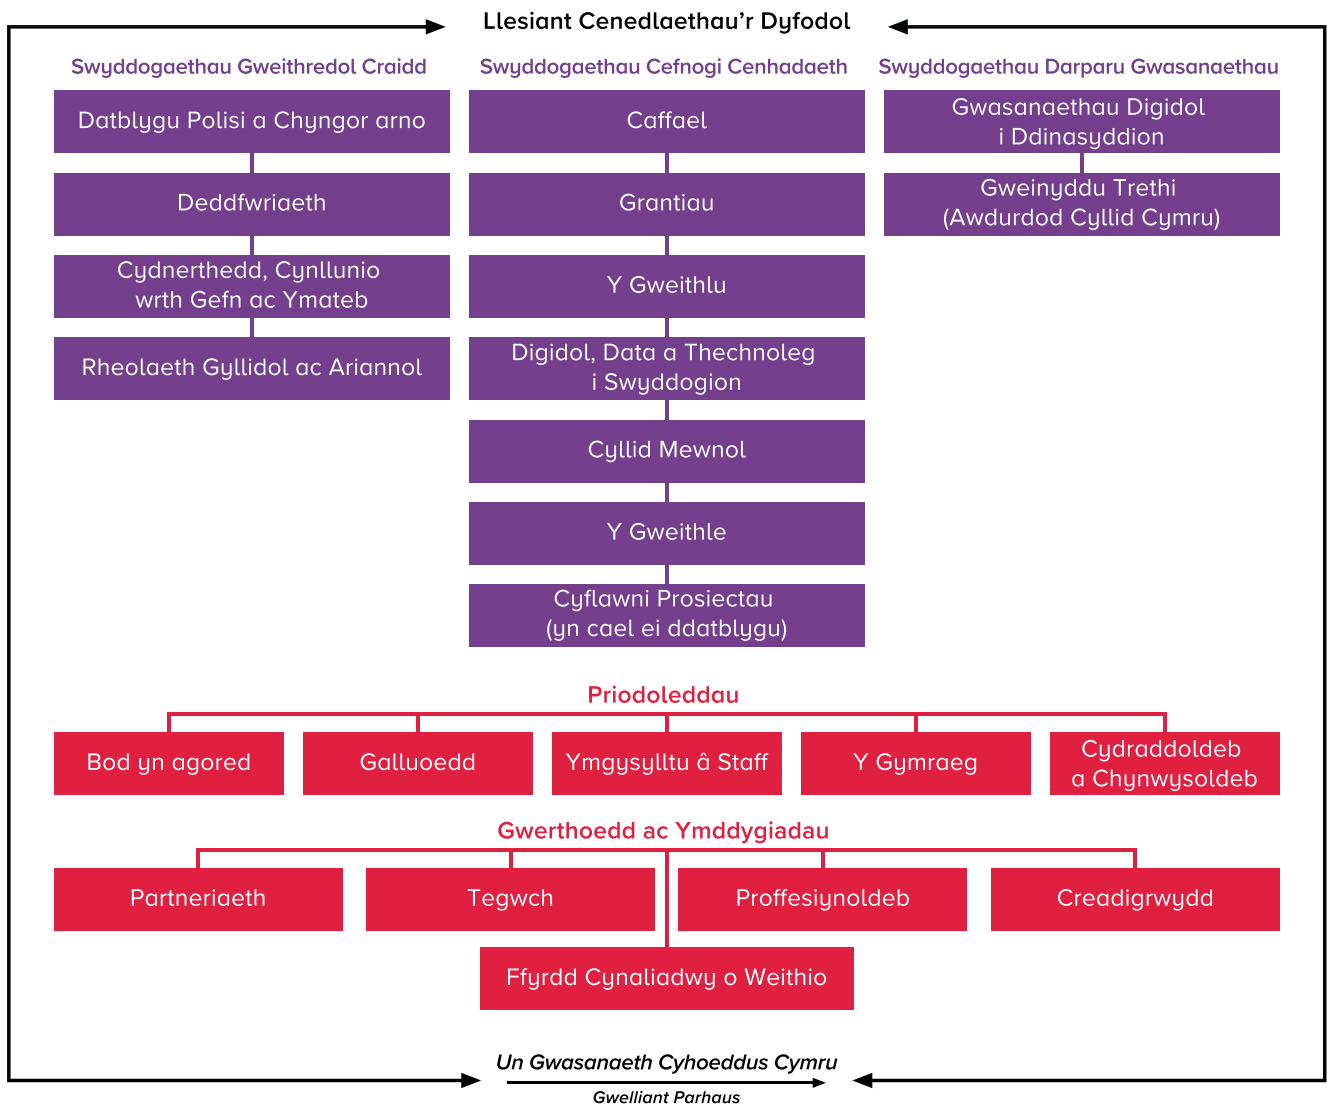 Llesiant Cenedlaethau’r Dyfodol
Swyddogaethau Gweithredol Craidd
Datblygu Polisi a Chyngor arno
Deddfwriaeth
Cydnerthedd, Cynllunio
wrth Gefn ac Ymateb
Rheolaeth Gyllidol ac Ariannol
Swyddogaethau Cefnogi Cenhadaeth
Caffael
Grantiau
Y Gweithlu
Digidol, Data a Thechnoleg
i Swyddogion
Cyllid Mewnol
Y Gweithle
Cyflawni Prosiectau
(yn cael ei ddatblygu)
Swyddogaethau Darparu Gwasanaethau
Gwasanaethau Digidol
i Ddinasyddion
Gweinyddu Trethi
(Awdurdod Cyllid Cymru)
Priodoleddau
Bod yn agored
Galluoedd
Ymgysylltu â Staff
Y Gymraeg
Cydraddoldeb
a Chynwysoldeb
Gwerthoedd ac Ymddygiadau
Partneriaeth
Tegwch
Proffesiynoldeb
Creadigrwydd
Ffyrdd Cynaliadwy o Weithio
Un Gwasanaeth Cyhoeddus Cymru
Gwelliant Parhaus